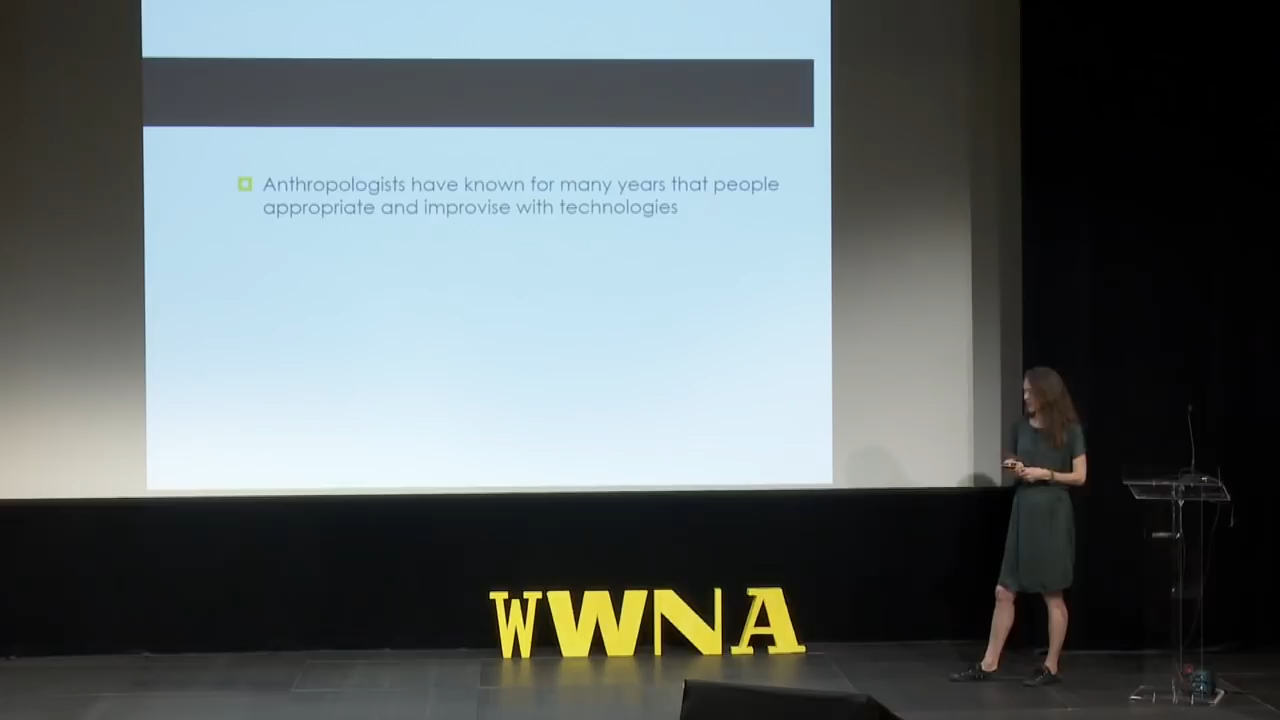 Anthropologists have known for many years that people
appropriate and improvise with technologies
WWNA